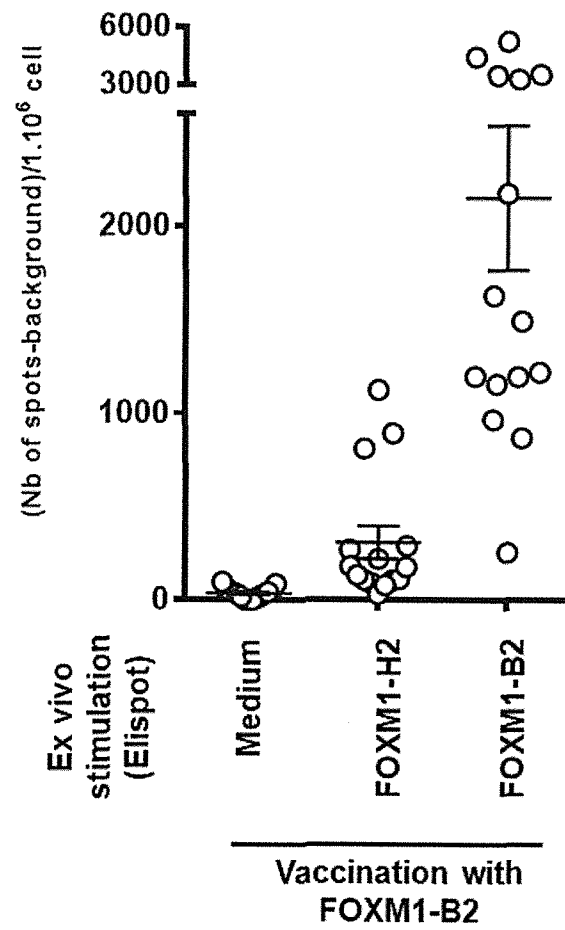 (Nb of spots-background)/1.10⁶ cell
6000
3000
2000
1000
0
Ex vivo
stimulation
(Elispot)
Medium
FOXM1-H2
FOXM1-B2
Vaccination with
FOXM1-B2